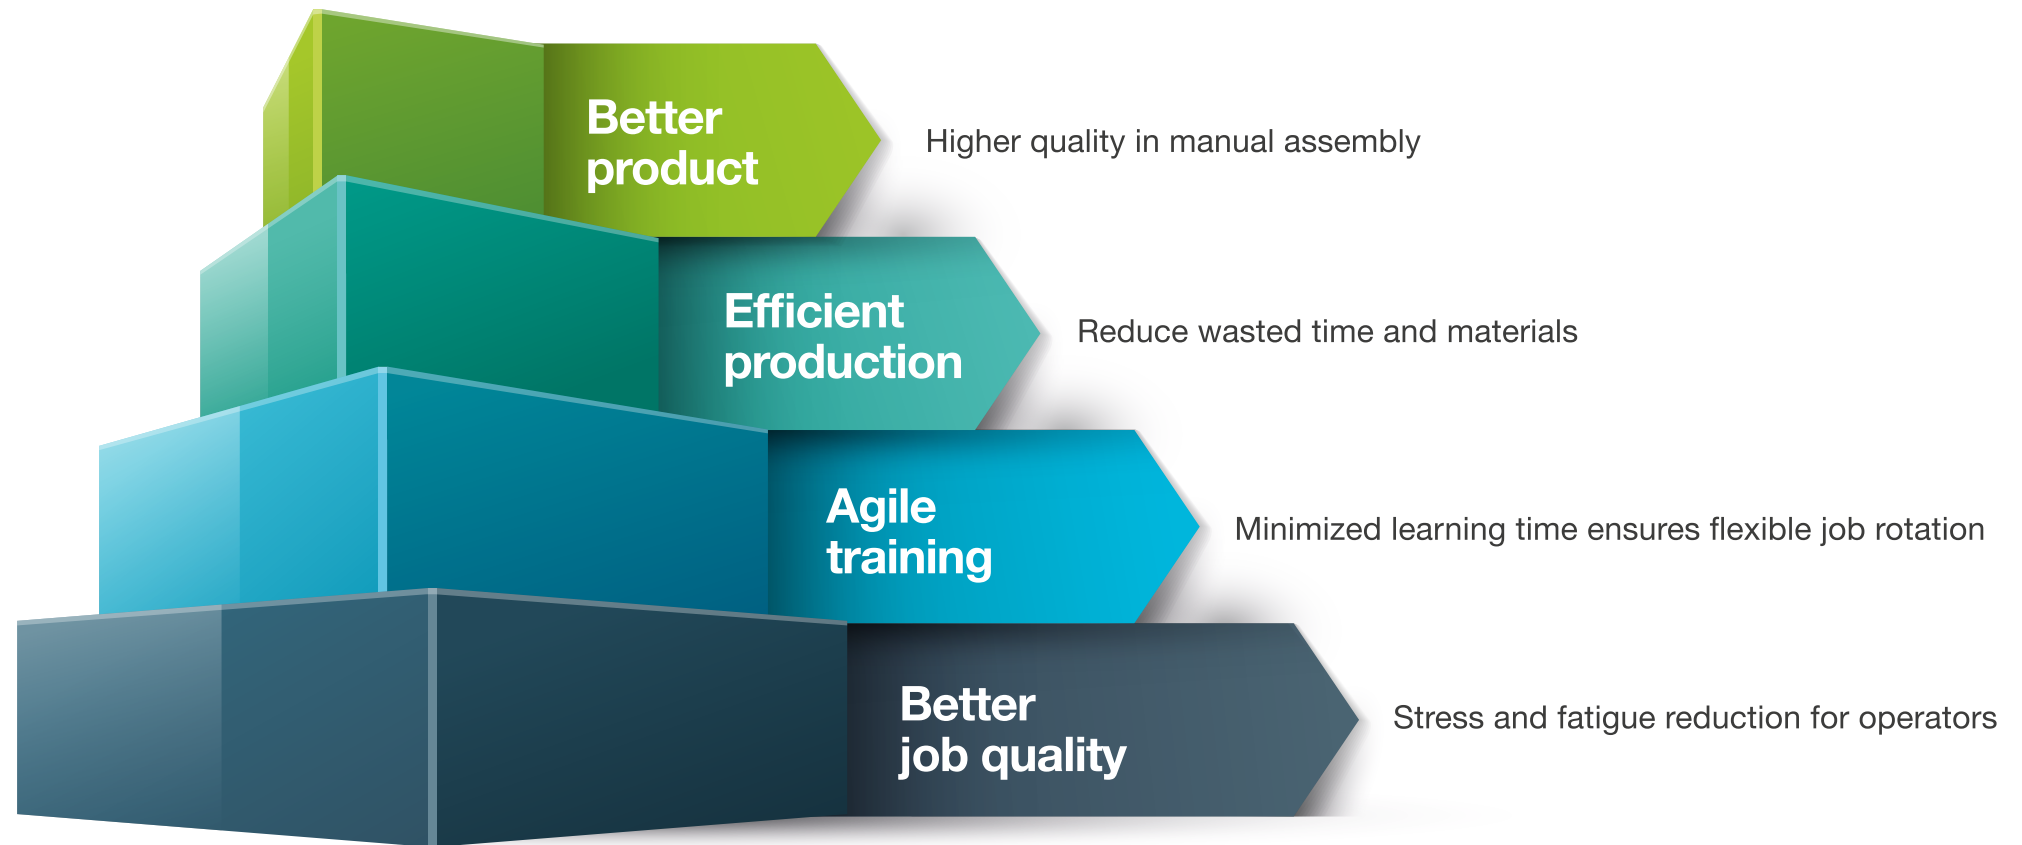 Better
product
Higher quality in manual assembly
Efficient
production
Reduce wasted time and materials
Agile
training
Minimized learning time ensures flexible job rotation
Better
job quality
Stress and fatigue reduction for operators